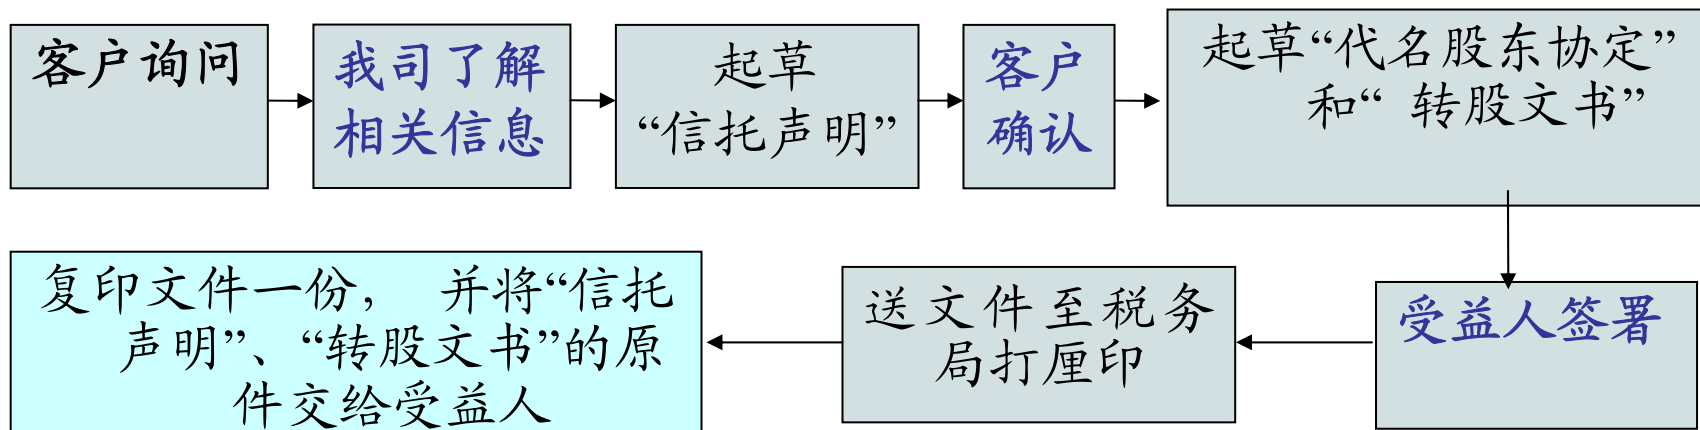 客户询问
我司了解
相关信息
起草
“信托声明”
客户
确认
起草“代名股东协定”
和“ 转股文书”
受益人签署
送文件至税务
局打厘印
复印文件一份， 并将“信托
声明”、“转股文书”的原
件交给受益人